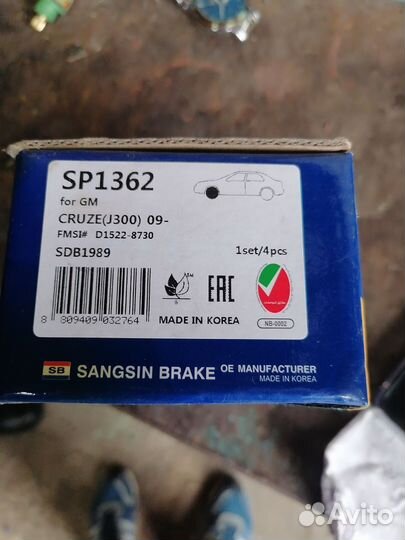 SP1362
for GM
CRUZE(J300) 09-
FMSI# D1522-8730
SDB1989
1set/4pcs
8 809409 032764
MADE IN KOREA
EAC
NB-0002
SB SANGSIN BRAKE OE MANUFACTURER
MADE IN KOREA
Avito